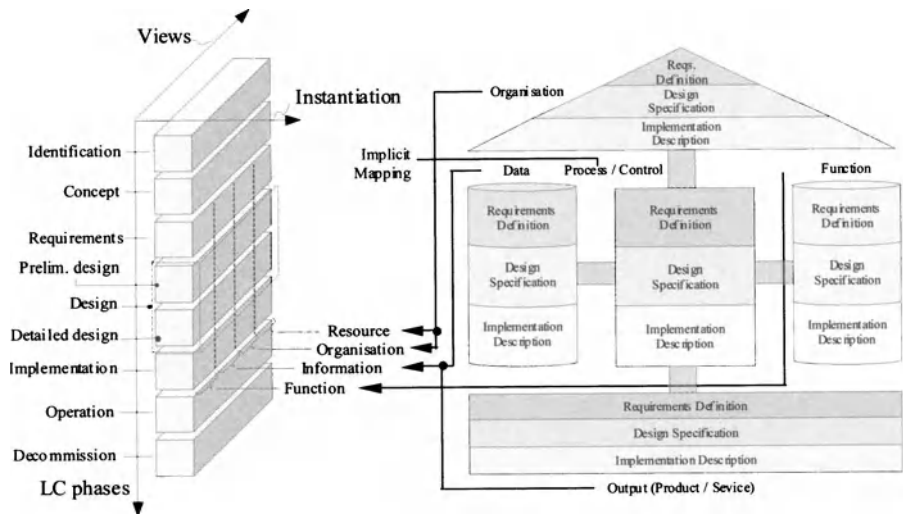 Views
Instantiation
Identification
Concept
Requirements
Prelim. design
Design
Detailed design
Implementation
Operation
Decommission
LC phases
Resource
Organisation
Information
Function
Organisation
Implicit
Mapping
Data
Process / Control
Function
Reqs.
Definition
Design
Specification
Implementation
Description
Requirements
Definition
Design
Specification
Implementation
Description
Requirements
Definition
Design
Specification
Implementation
Description
Requirements
Definition
Design
Specification
Implementation
Description
Requirements Definition
Design Specification
Implementation Description
Output (Product / Sevice)